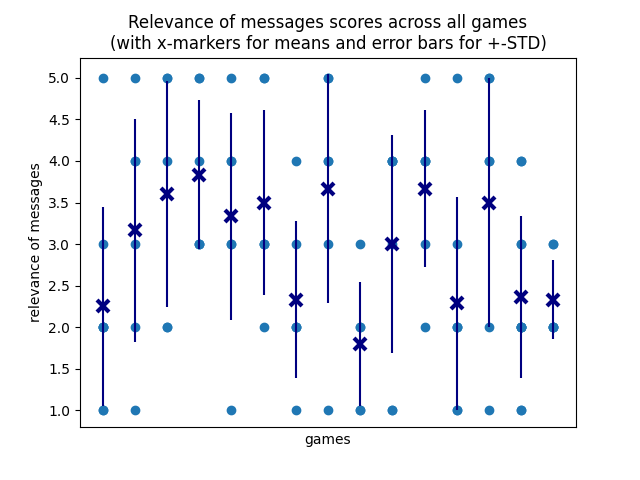 Relevance of messages scores across all games
(with x-markers for means and error bars for +-STD)
5.0
4.5
4.0
3.5
3.0
2.5
2.0
1.5
1.0
relevance of messages
games